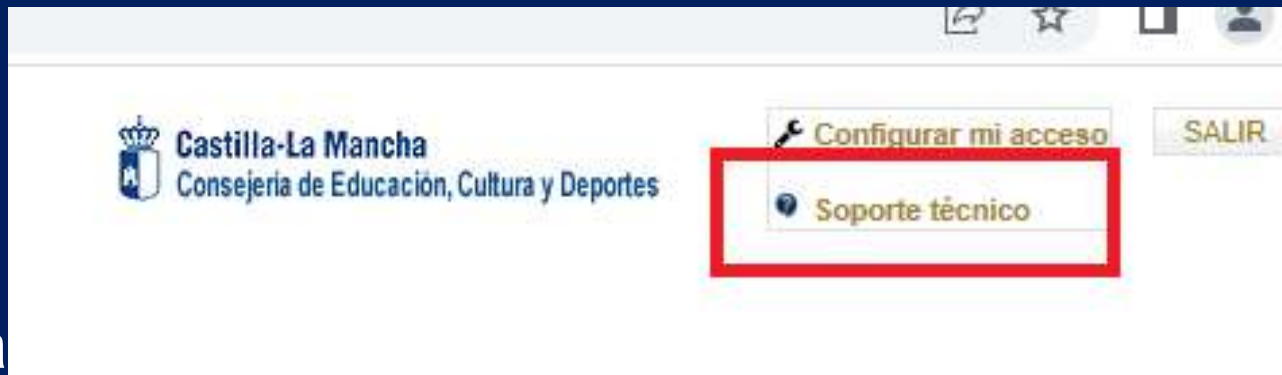 Castilla-La Mancha
Consejería de Educación, Cultura y Deportes
Configurar mi acceso
SALIR
Soporte técnico